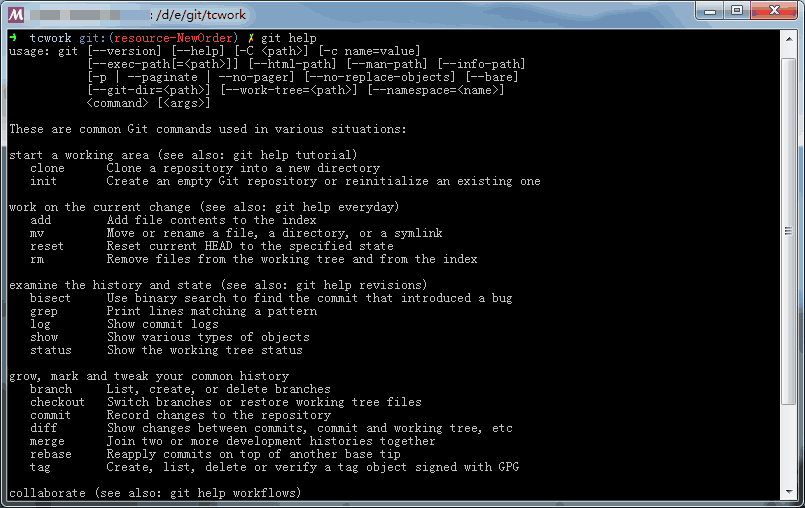 M : /d/e/git/tcwork
➜ tcwork git:(resource-NewOrder) ✗ git help
usage: git [--version] [--help] [-C <path>] [-c name=value]
[--exec-path[=<path>]] [--html-path] [--man-path] [--info-path]
[-p | --paginate | --no-pager] [--no-replace-objects] [--bare]
[--git-dir=<path>] [--work-tree=<path>] [--namespace=<name>]
<command> [<args>]
These are common Git commands used in various situations:
start a working area (see also: git help tutorial)
clone Clone a repository into a new directory
init Create an empty Git repository or reinitialize an existing one
work on the current change (see also: git help everyday)
add Add file contents to the index
mv Move or rename a file, a directory, or a symlink
reset Reset current HEAD to the specified state
rm Remove files from the working tree and from the index
examine the history and state (see also: git help revisions)
bisect Use binary search to find the commit that introduced a bug
grep Print lines matching a pattern
log Show commit logs
show Show various types of objects
status Show the working tree status
grow, mark and tweak your common history
branch List, create, or delete branches
checkout Switch branches or restore working tree files
commit Record changes to the repository
diff Show changes between commits, commit and working tree, etc
merge Join two or more development histories together
rebase Reapply commits on top of another base tip
tag Create, list, delete or verify a tag object signed with GPG
collaborate (see also: git help workflows)